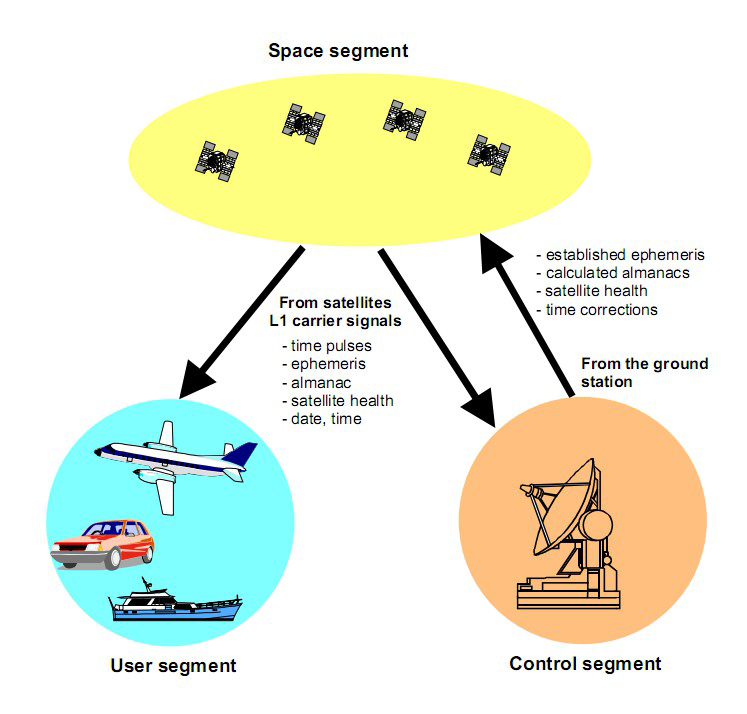 Space segment
- established ephemeris
- calculated almanacs
- satellite health
- time corrections
From satellites
L1 carrier signals
- time pulses
- ephemeris
- almanac
- satellite health
- date, time
From the ground
station
User segment
Control segment